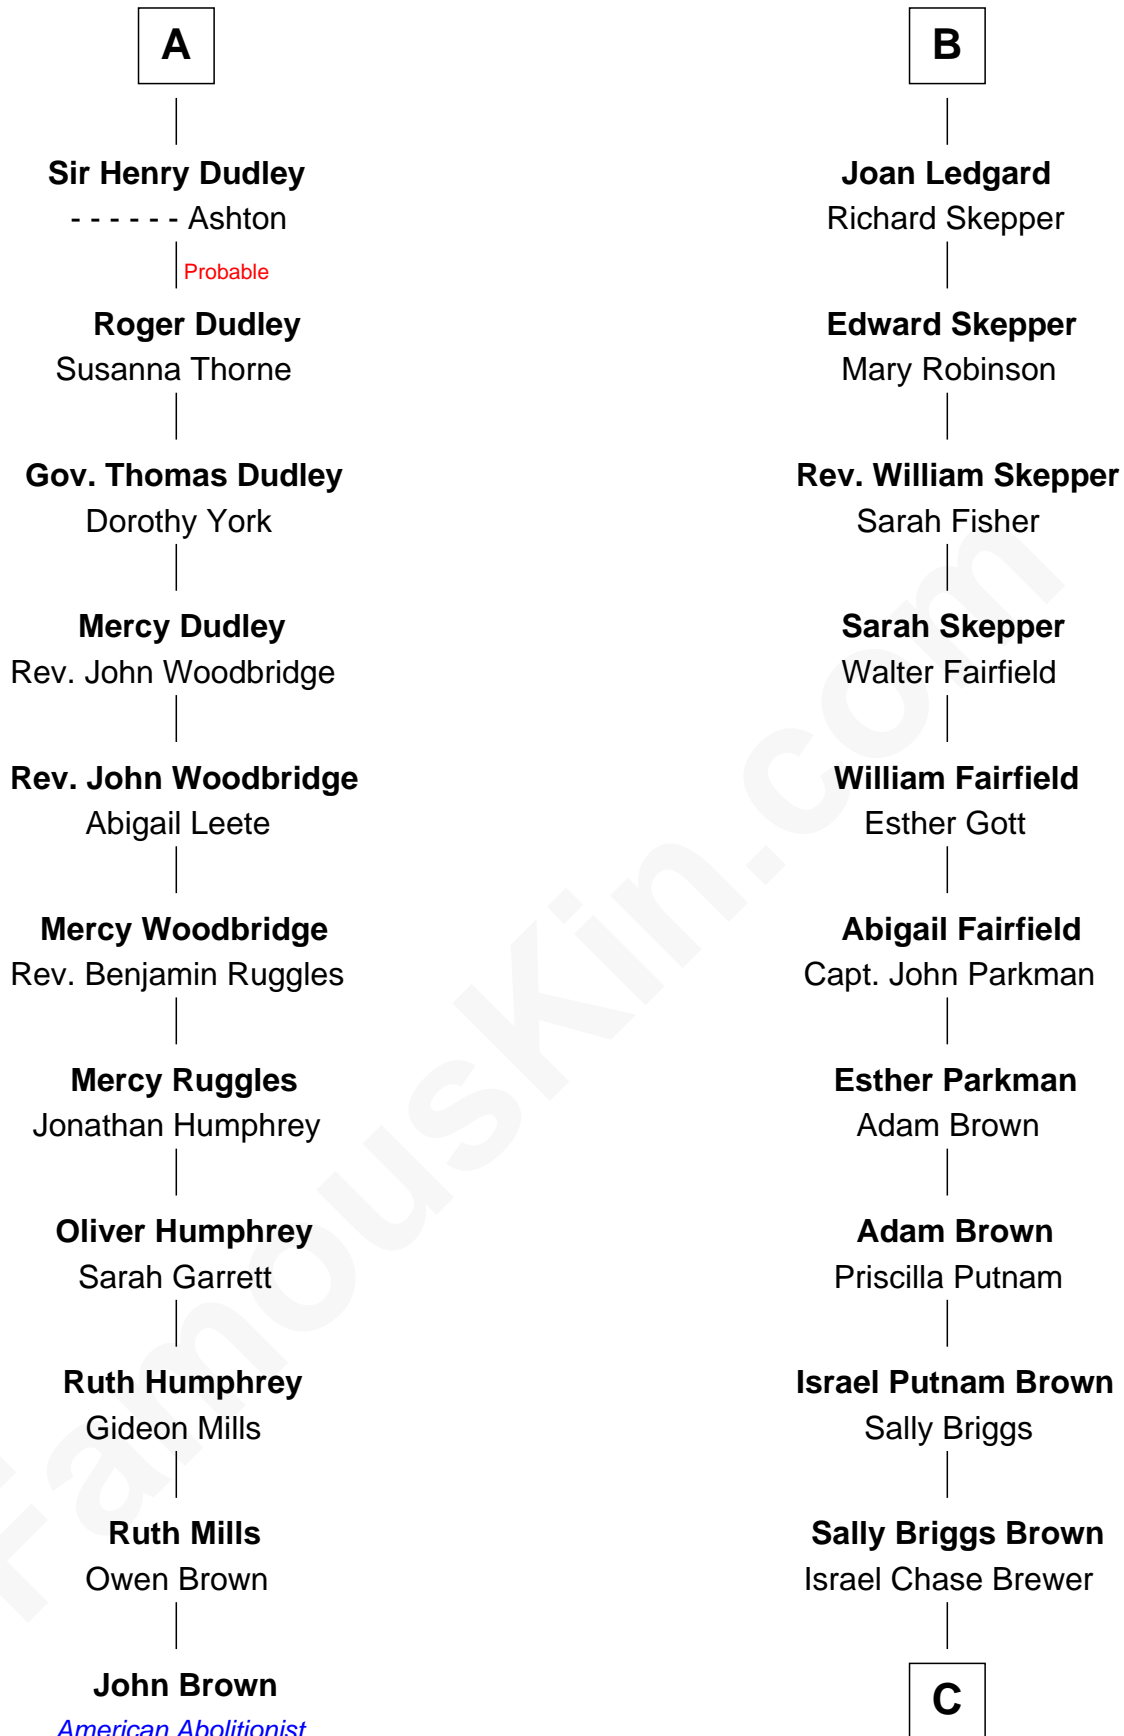 A
Sir Henry Dudley
- - - - - - Ashton
Probable
Roger Dudley
Susanna Thorne
Gov. Thomas Dudley
Dorothy York
Mercy Dudley
Rev. John Woodbridge
Rev. John Woodbridge
Abigail Leete
Mercy Woodbridge
Rev. Benjamin Ruggles
Mercy Ruggles
Jonathan Humphrey
Oliver Humphrey
Sarah Garrett
Ruth Humphrey
Gideon Mills
Ruth Mills
Owen Brown
John Brown
American Abolitionist
B
Joan Ledgard
Richard Skepper
Edward Skepper
Mary Robinson
Rev. William Skepper
Sarah Fisher
Sarah Skepper
Walter Fairfield
William Fairfield
Esther Gott
Abigail Fairfield
Capt. John Parkman
Esther Parkman
Adam Brown
Adam Brown
Priscilla Putnam
Israel Putnam Brown
Sally Briggs
Sally Briggs Brown
Israel Chase Brewer
C
FamousKin.com